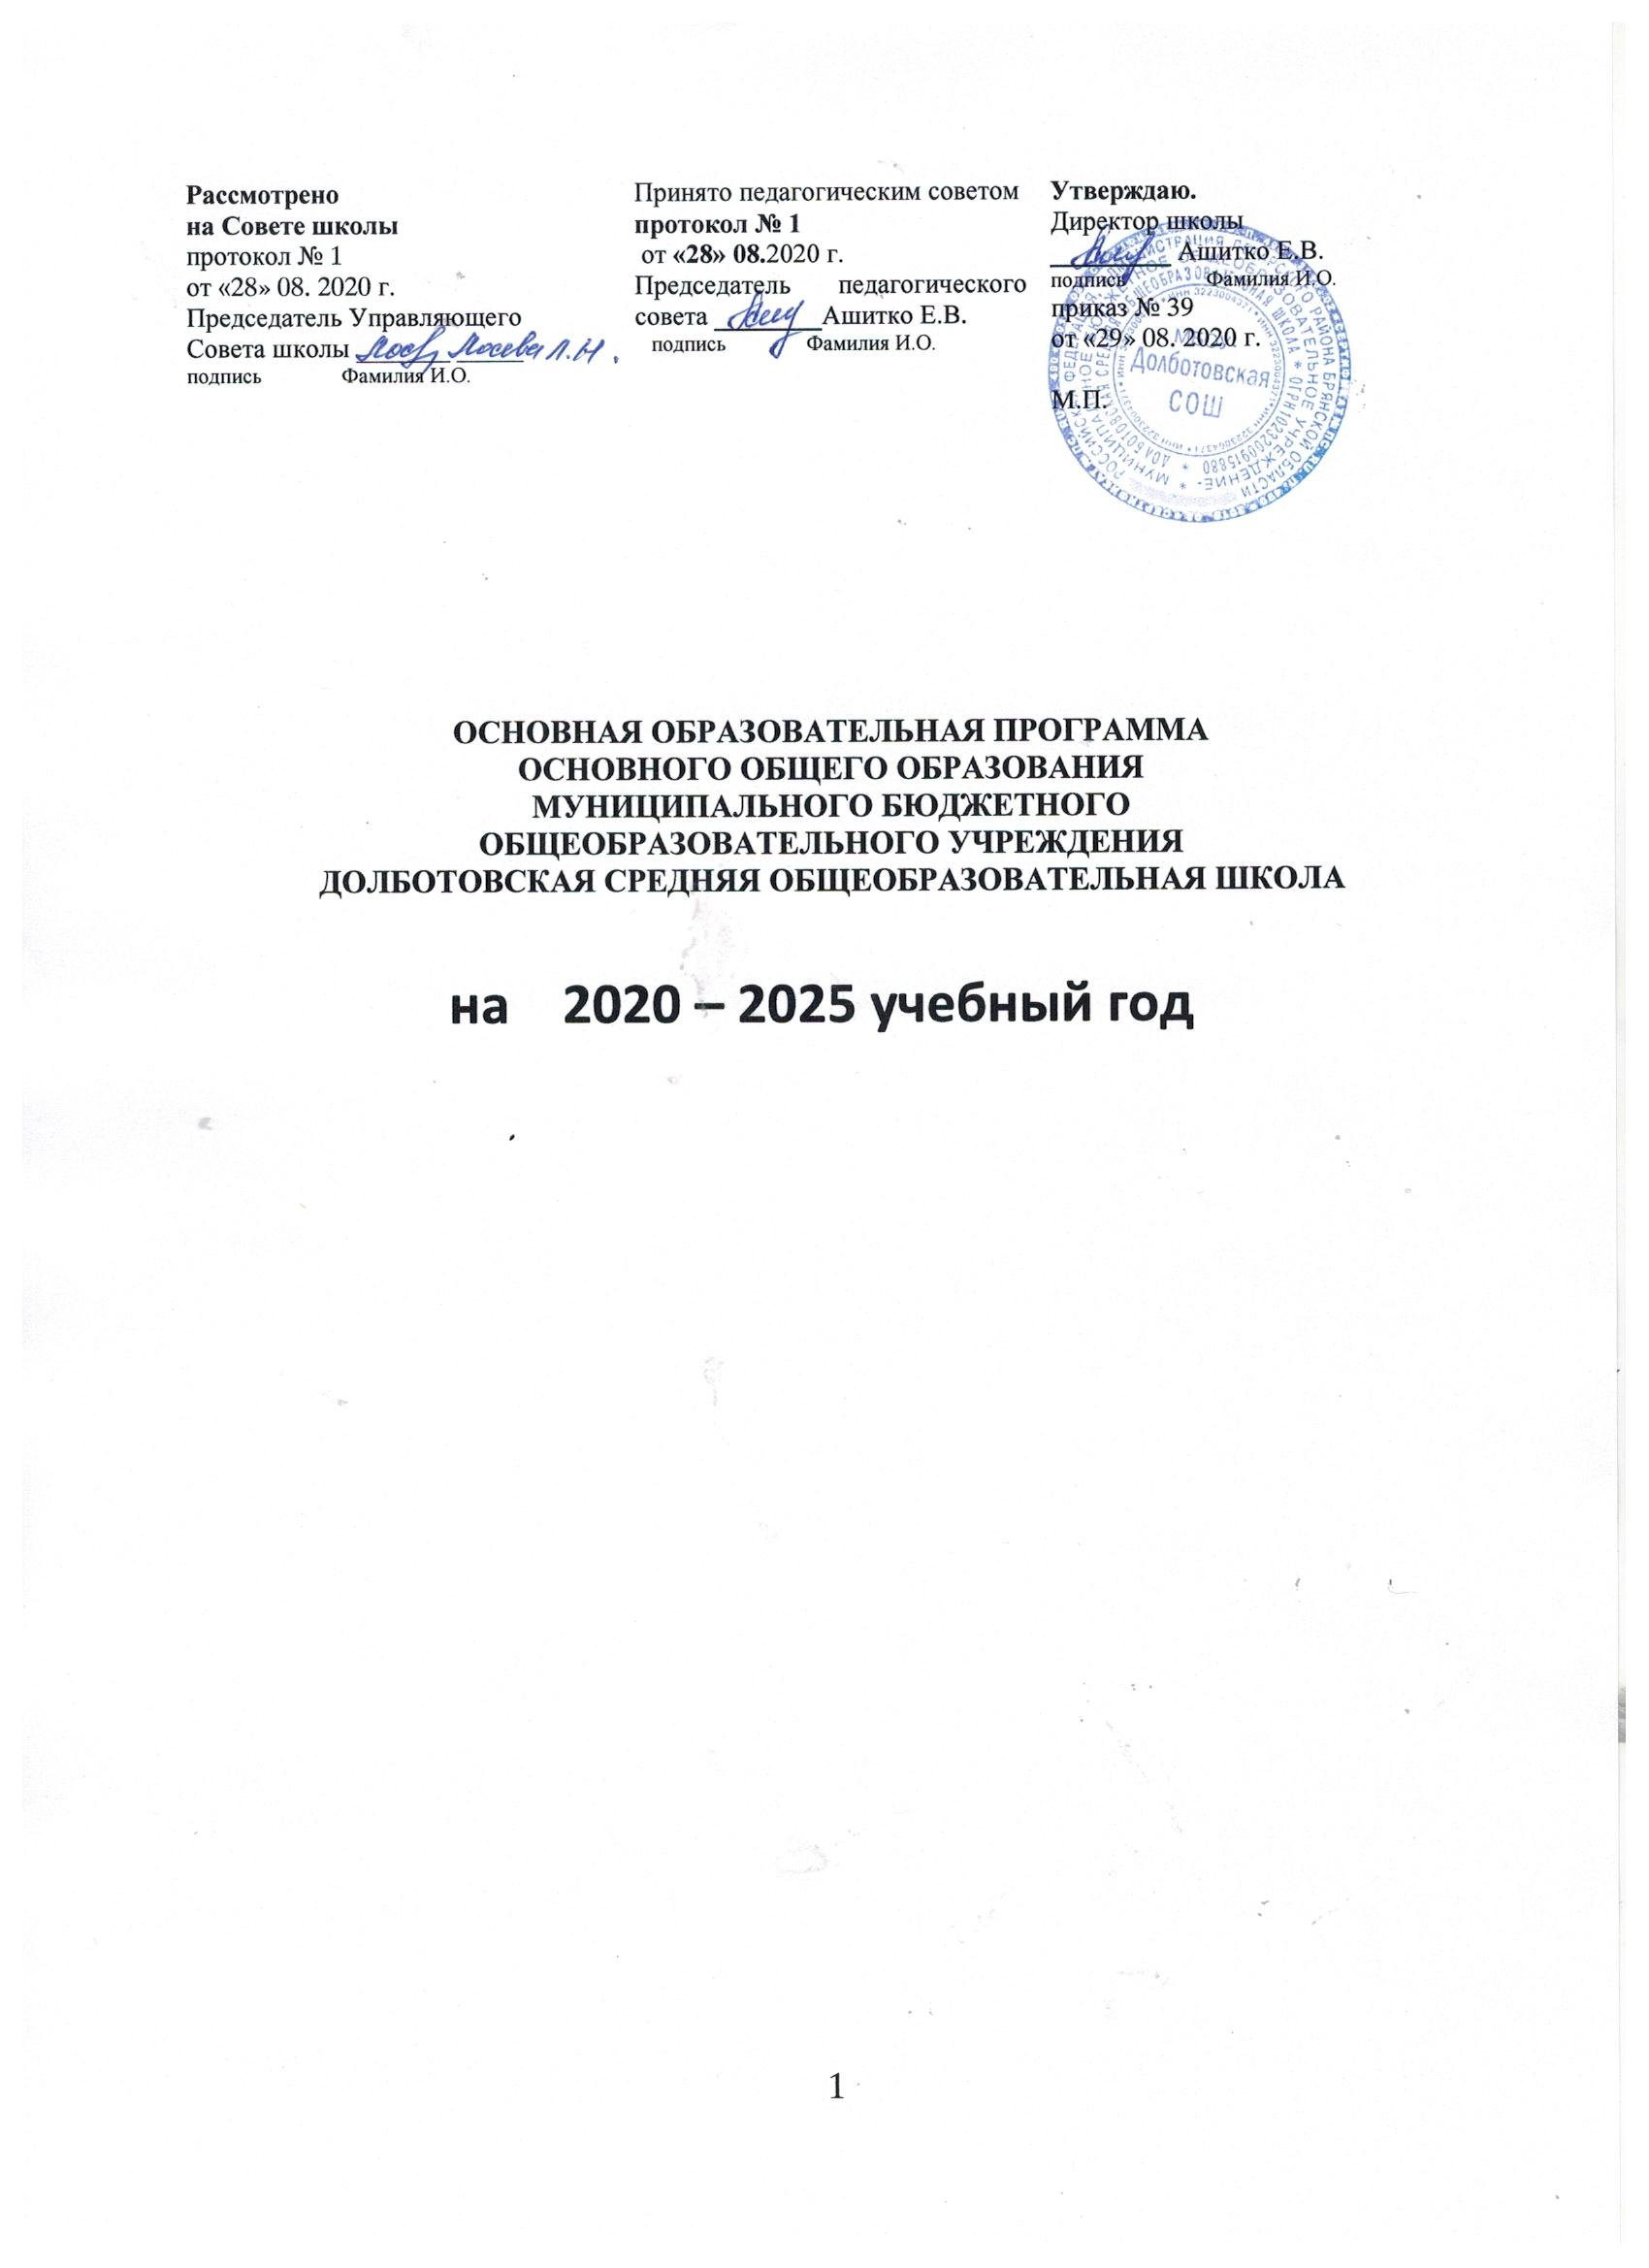 Рассмотрено
на Совете школы
протокол № 1
от «28» 08. 2020 г.
Председатель Управляющего
Совета школы Лосева Л.Н.
подпись Фамилия И.О.
Принято педагогическим советом
протокол № 1
от «28» 08.2020 г.
Председатель педагогического
совета ________Ашитко Е.В.
подпись Фамилия И.О.
Утверждаю.
Директор школы
_________ Ашитко Е.В.
подпись Фамилия И.О.
приказ № 39
от «29» 08. 2020 г.
М.П.
Долботовская
СОШ
ОСНОВНАЯ ОБРАЗОВАТЕЛЬНАЯ ПРОГРАММА
ОСНОВНОГО ОБЩЕГО ОБРАЗОВАНИЯ
МУНИЦИПАЛЬНОГО БЮДЖЕТНОГО
ОБЩЕОБРАЗОВАТЕЛЬНОГО УЧРЕЖДЕНИЯ
ДОЛБОТОВСКАЯ СРЕДНЯЯ ОБЩЕОБРАЗОВАТЕЛЬНАЯ ШКОЛА
на 2020 – 2025 учебный год
1